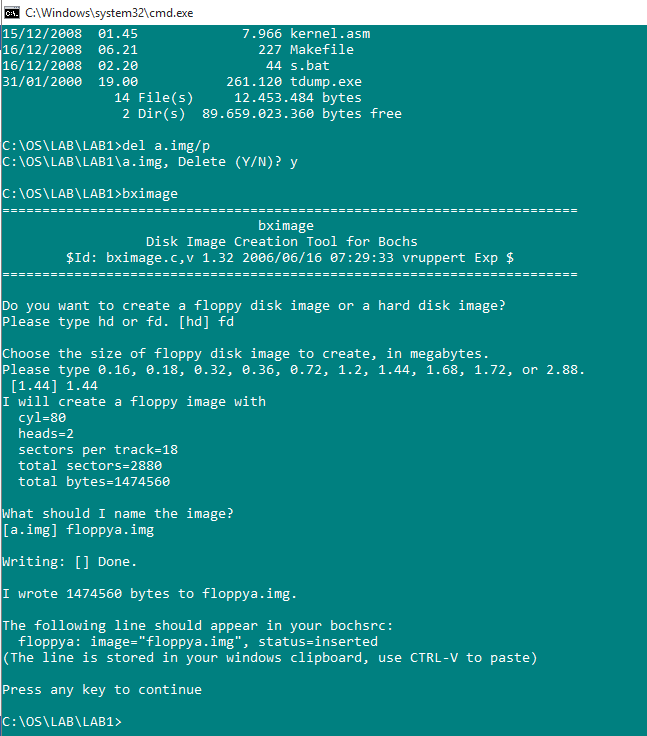 C:\Windows\system32\cmd.exe
15/12/2008  01.45             7.966 kernel.asm
16/12/2008  06.21               227 Makefile
16/12/2008  02.20                44 s.bat
31/01/2000  19.00           261.120 tdump.exe
              14 File(s)     12.453.484 bytes
               2 Dir(s)  89.659.023.360 bytes free
C:\OS\LAB\LAB1>del a.img/p
C:\OS\LAB\LAB1\a.img, Delete (Y/N)? y
C:\OS\LAB\LAB1>bximage
========================================================================
                                bximage
                  Disk Image Creation Tool for Bochs
        $Id: bximage.c,v 1.32 2006/06/16 07:29:33 vruppert Exp $
========================================================================
Do you want to create a floppy disk image or a hard disk image?
Please type hd or fd. [hd] fd
Choose the size of floppy disk image to create, in megabytes.
Please type 0.16, 0.18, 0.32, 0.36, 0.72, 1.2, 1.44, 1.68, 1.72, or 2.88.
 [1.44] 1.44
I will create a floppy image with
  cyl=80
  heads=2
  sectors per track=18
  total sectors=2880
  total bytes=1474560
What should I name the image?
[a.img] floppya.img
Writing: [] Done.
I wrote 1474560 bytes to floppya.img.
The following line should appear in your bochsrc:
  floppya: image="floppya.img", status=inserted
(The line is stored in your windows clipboard, use CTRL-V to paste)
Press any key to continue
C:\OS\LAB\LAB1>